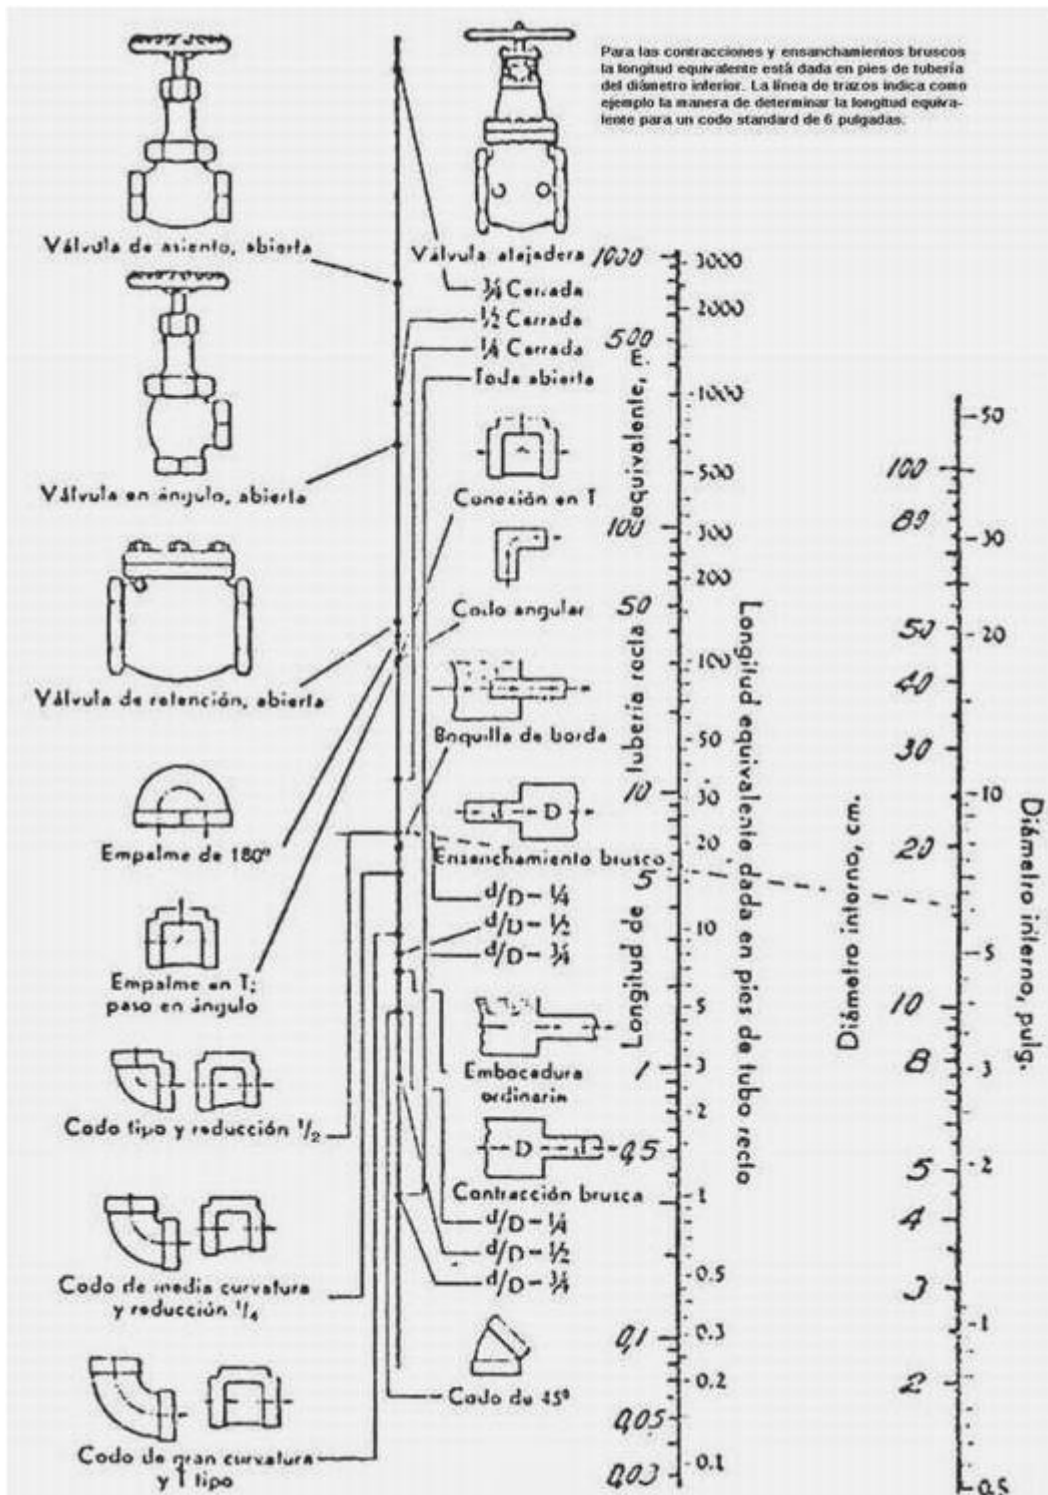 Para las contracciones y ensanchamientos bruscos
la longitud equivalente está dada en pies de tubería
del diámetro inferior. La línea de trazos indica como
ejemplo la manera de determinar la longitud equiva-
lente para un codo standard de 6 pulgadas.
Válvula de asiento, abierta
Válvula en ángulo, abierta
Válvula de retención, abierta
Empalme de 180º
Empalme en T;
paso en ángulo
Codo tipo y reducción 1/2
Codo de media curvatura
y reducción 1/4
Codo de gran curvatura
y T tipo
Válvula atajadera
¾ Cerrada
½ Cerrada
¼ Cerrada
Toda abierta
Conexión en T
Codo angular
Boquilla de borda
D
Ensanchamiento brusco
d/D - ¼
d/D - ½
d/D - ¾
Embocadura
ordinaria
D
Contracción brusca
d/D - ¼
d/D - ½
d/D - ¾
Codo de 45º
Longitud de tubería recta equivalente, m.
1000
500
100
50
10
5
1
0,5
0,1
0,05
0,03
3000
2000
1000
500
300
200
100
50
30
20
10
5
3
2
1
0.5
0.3
0.2
0.1
Longitud equivalente dada en pies de tubo recto
Diámetro interno, cm.
100
80
50
40
30
20
10
8
5
4
3
2
50
30
20
10
5
3
2
1
0.5
Diámetro interno, pulg.